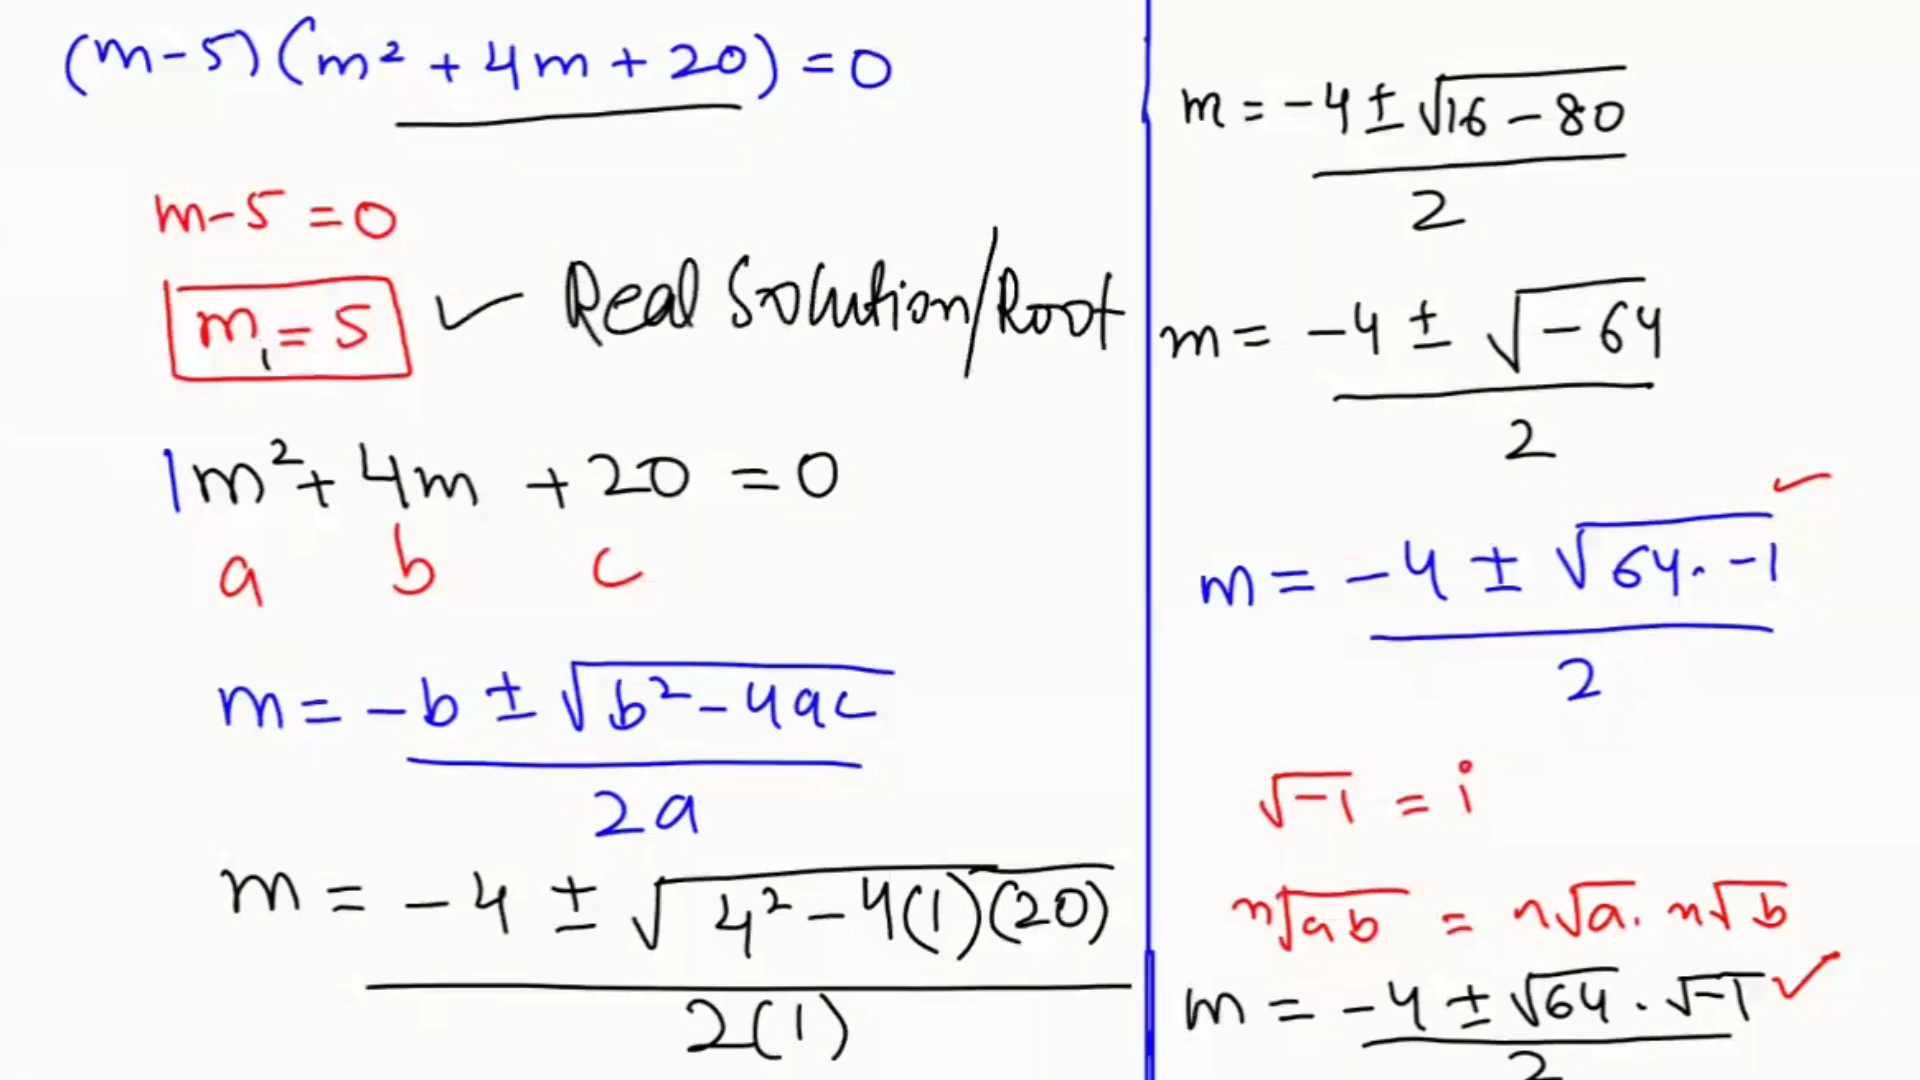 (m-5)(m² + 4m + 20) = 0
m-5 = 0
m₁ = 5 ✓ Real Solution/Root
1m² + 4m + 20 = 0
a b c
m = -b ± √b² - 4ac
2a
m = -4 ± √4² - 4(1)(20)
2(1)
m = -4 ± √16 - 80
2
m = -4 ± √-64
2
m = -4 ± √64 · -1 ✓
2
√-1 = i
n√ab = n√a · n√b
m = -4 ± √64 · √-1 ✓
2